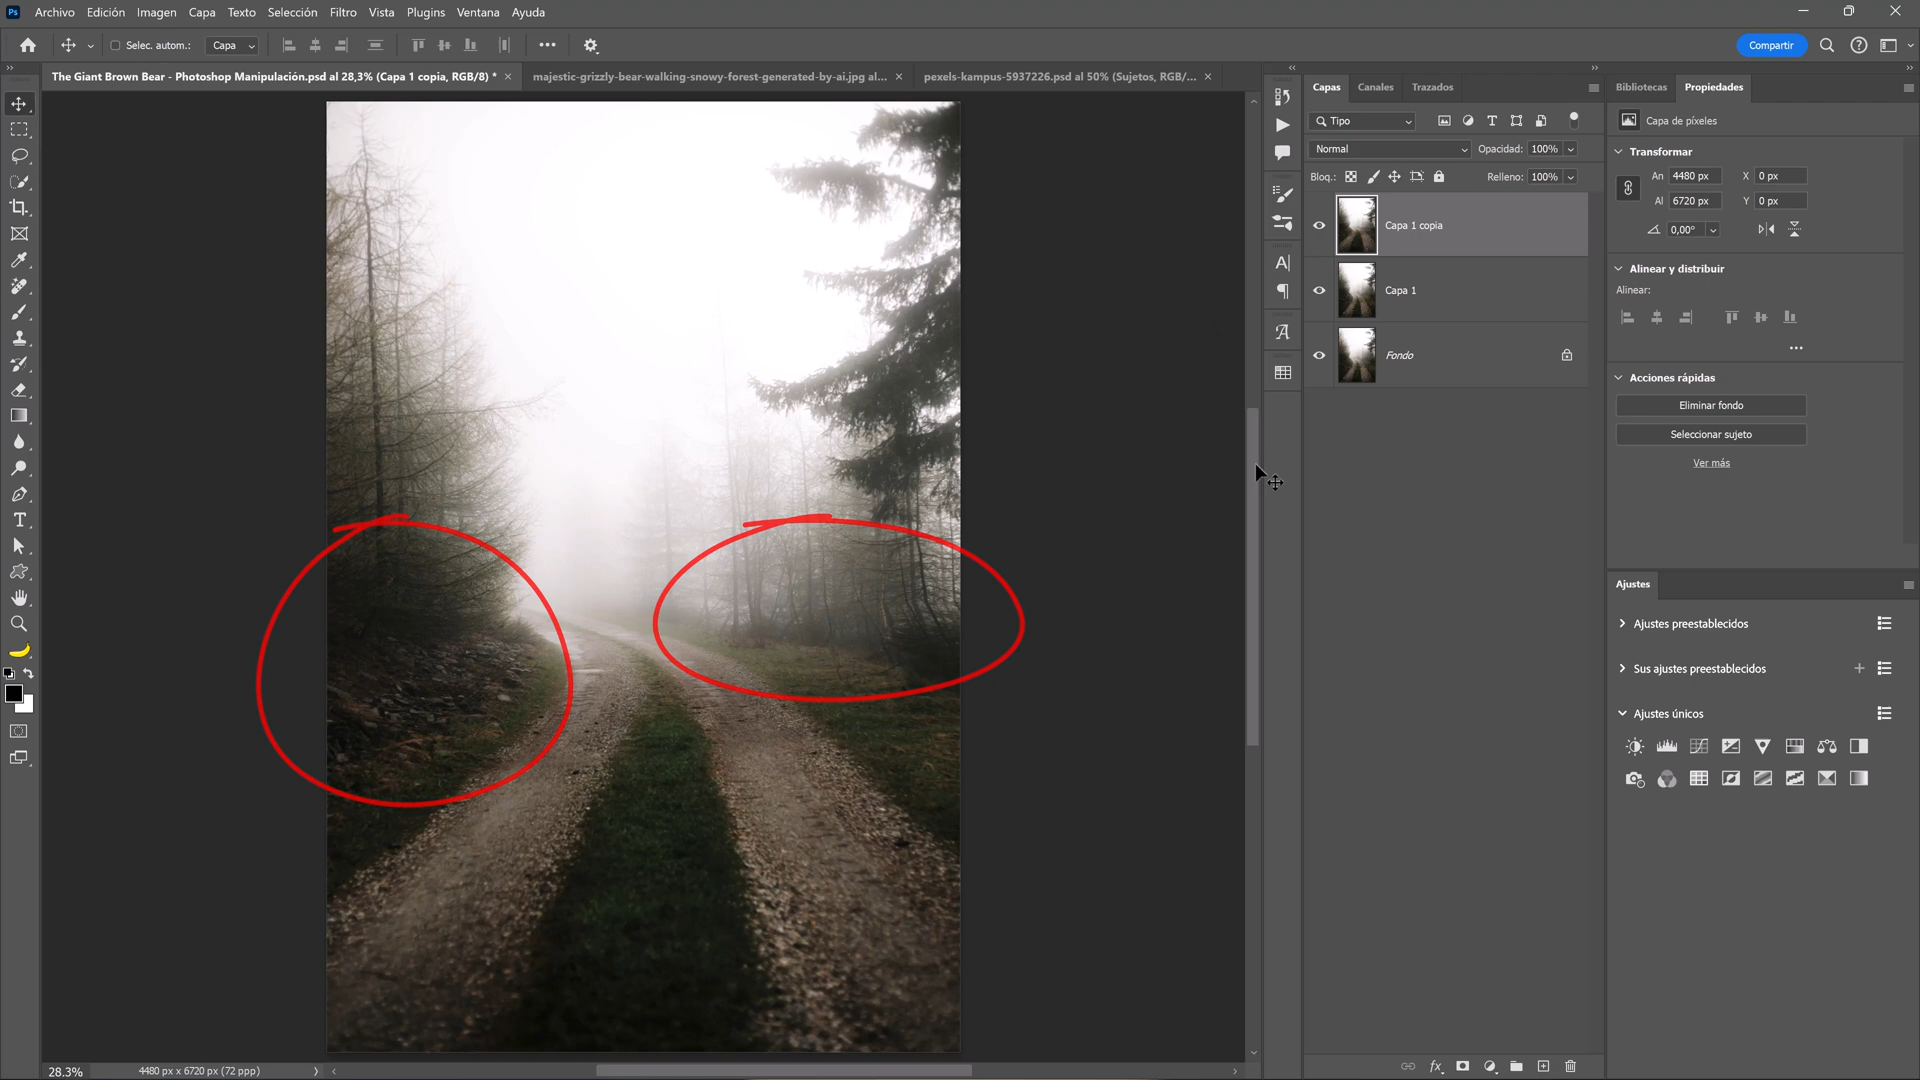 Ps Archivo Edición Imagen Capa Texto Selección Filtro Vista Plugins Ventana Ayuda
Selec. autom.: Capa Compartir
The Giant Brown Bear - Photoshop Manipulación.psd al 28,3% (Capa 1 copia, RGB/8) *
majestic-grizzly-bear-walking-snowy-forest-generated-by-ai.jpg al...
pexels-kampus-5937226.psd al 50% (Sujetos, RGB/...
Capas Canales Trazados
Tipo
Normal Opacidad: 100%
Bloq.: Relleno: 100%
Capa 1 copia
Capa 1
Fondo
Bibliotecas Propiedades
Capa de píxeles
Transformar
An 4480 px X 0 px
Al 6720 px Y 0 px
0,00°
Alinear y distribuir
Alinear:
Acciones rápidas
Eliminar fondo
Seleccionar sujeto
Ver más
Ajustes
Ajustes preestablecidos
Sus ajustes preestablecidos
Ajustes únicos
28.3% 4480 px x 6720 px (72 ppp)